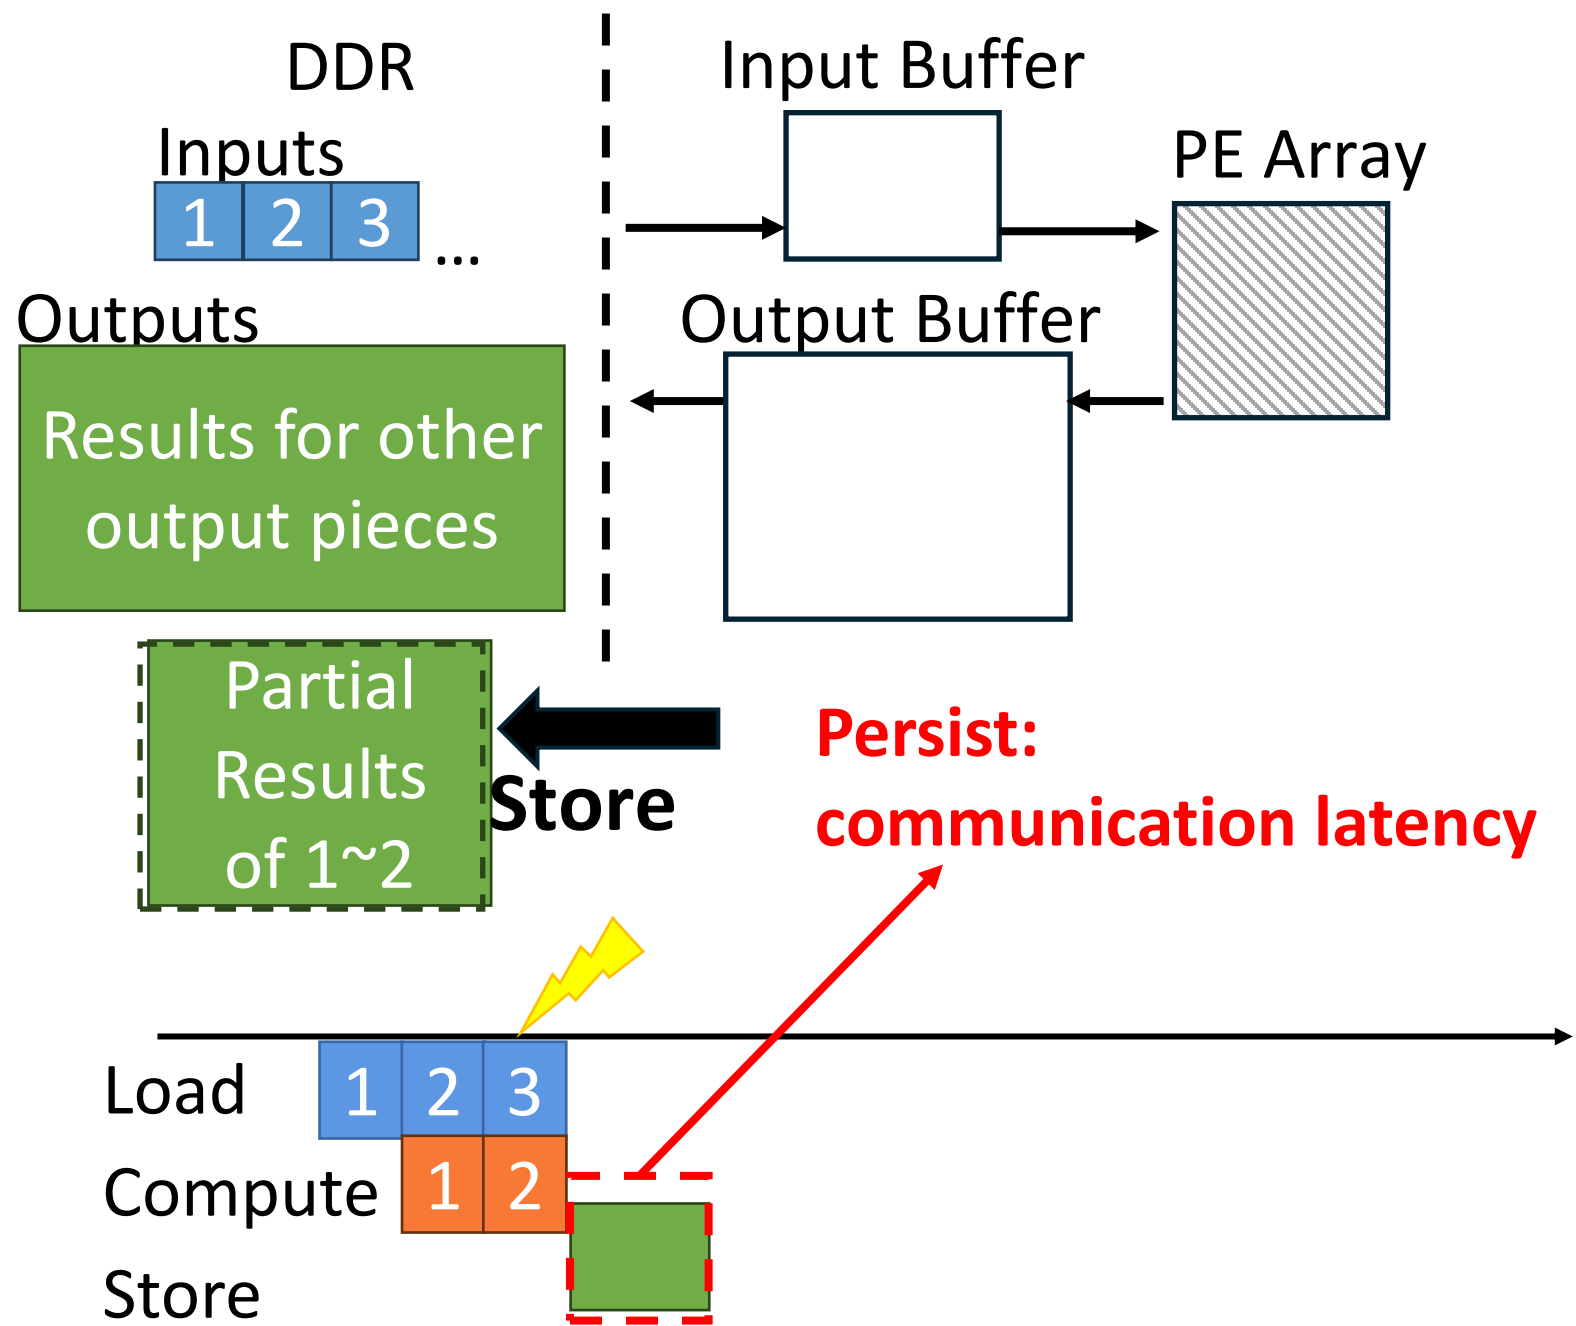 DDR
Input Buffer
Inputs
PE Array
1 2 3 ...
Outputs
Output Buffer
Results for other
output pieces
Partial
Results
of 1~2
Store
Persist:
communication latency
Load
1 2 3
Compute
1 2
Store